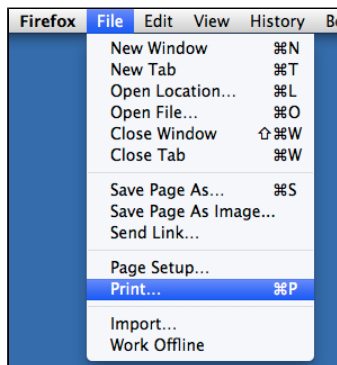 Firefox File Edit View History
New Window ⌘N
New Tab ⌘T
Open Location... ⌘L
Open File... ⌘O
Close Window ⇧⌘W
Close Tab ⌘W
Save Page As... ⌘S
Save Page As Image...
Send Link...
Page Setup...
Print... ⌘P
Import...
Work Offline